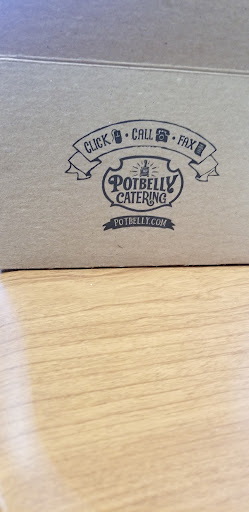 CLICK • CALL • FAX
POTBELLY
CATERING
POTBELLY.COM